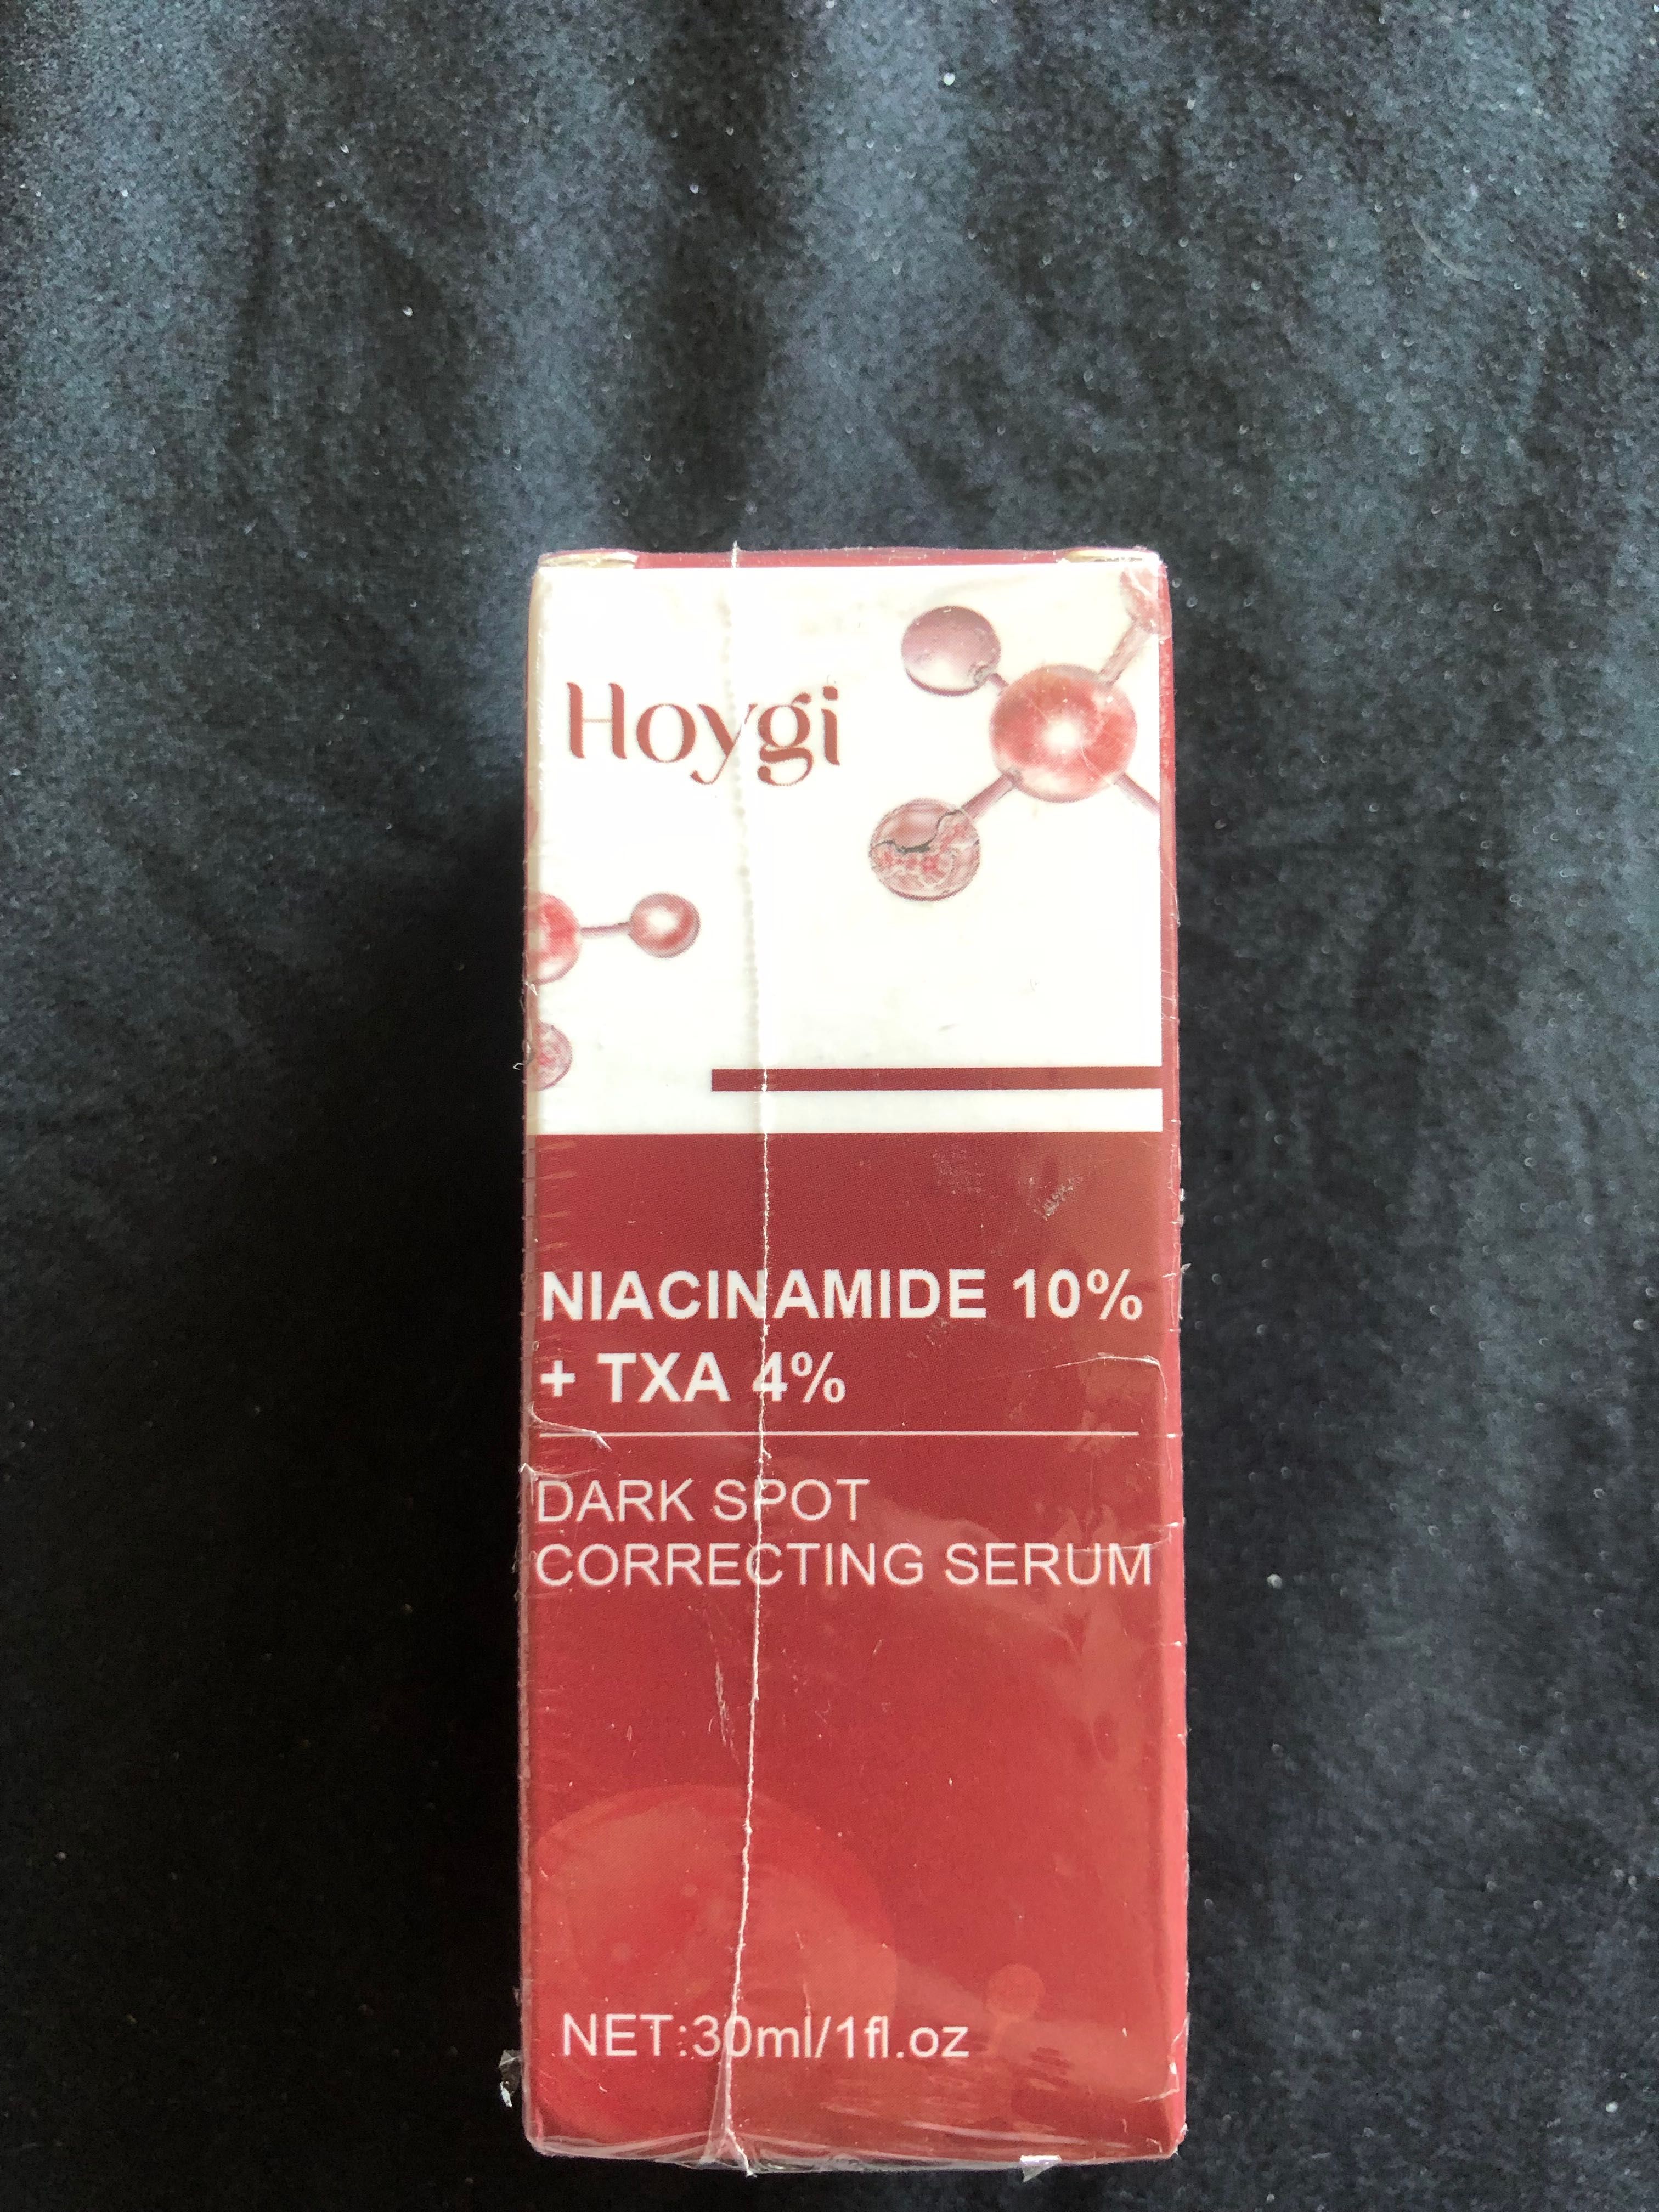 Hoygi
NIACINAMIDE 10%
+ TXA 4%
DARK SPOT
CORRECTING SERUM
NET:30ml/1fl.oz